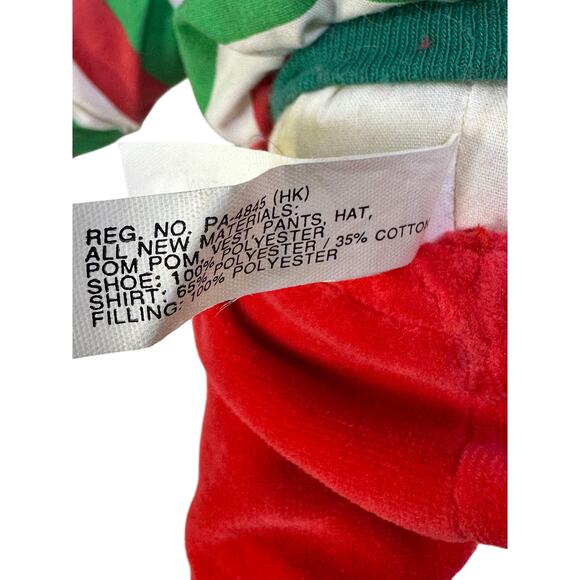 REG. NO. PA-4845 (HK)
ALL NEW MATERIALS:
POM POM, VEST, PANTS, HAT,
SHOE: 100% POLYESTER
SHIRT: 65% POLYESTER / 35% COTTON
FILLING: 100% POLYESTER